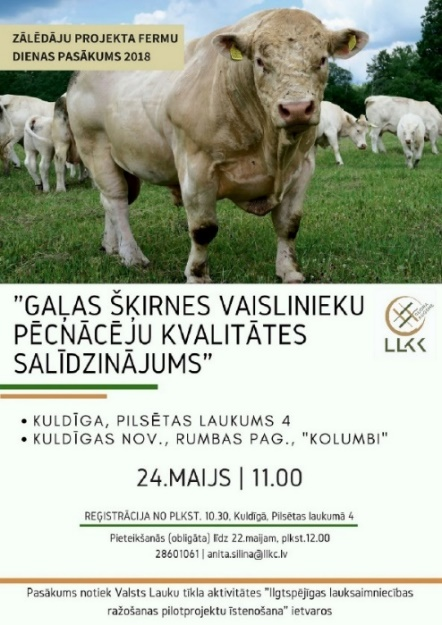 ZĀLĒDĀJU PROJEKTA FERMU
DIENAS PASĀKUMS 2018
"GAĻAS ŠĶIRNES VAISLINIEKU
PĒCNĀCĒJU KVALITĀTES
SALĪDZINĀJUMS"
LLKK
• KULDĪGA, PILSĒTAS LAUKUMS 4
• KULDĪGAS NOV., RUMBAS PAG., "KOLUMBI"
24.MAIJS | 11.00
REĢISTRĀCIJA NO PLKST. 10.30, Kuldīgā, Pilsētas laukumā 4
Pieteikšanās (obligāta) līdz 22.maijam, plkst.12.00
28601061 | anita.silina@llkc.lv
Pasākums notiek Valsts Lauku tīkla aktivitātes "Ilgtspējīgas lauksaimniecības
ražošanas pilotprojektu īstenošana" ietvaros